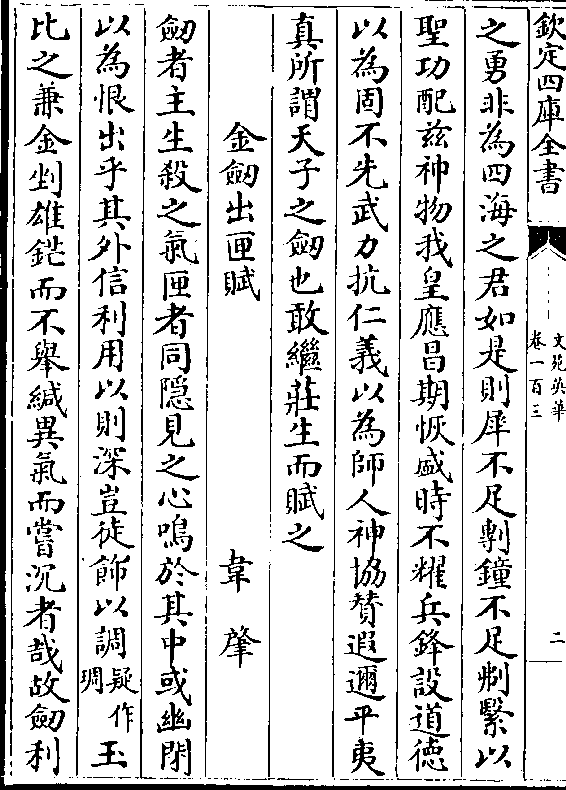 欽定四庫全書
文苑英華
卷一百三
二
之勇非為四海之君如是則犀不足剸鐘不足刜緊以
聖功配茲神物我皇應昌期恢盛時不耀兵鋒設道德
以為固不先武力抗仁義以為師人神協賛遐邇平夷
真所謂天子之劒也敢繼莊生而賦之
金劒出匣賦 韋肇
劒者主生殺之氣匣者同隠見之心鳴於其中或幽閉
以為恨出乎其外信利用以則深豈徒飾以調疑作琱玉
比之兼金剉雄鋩而不舉緘異氣而嘗沉者哉故劒利